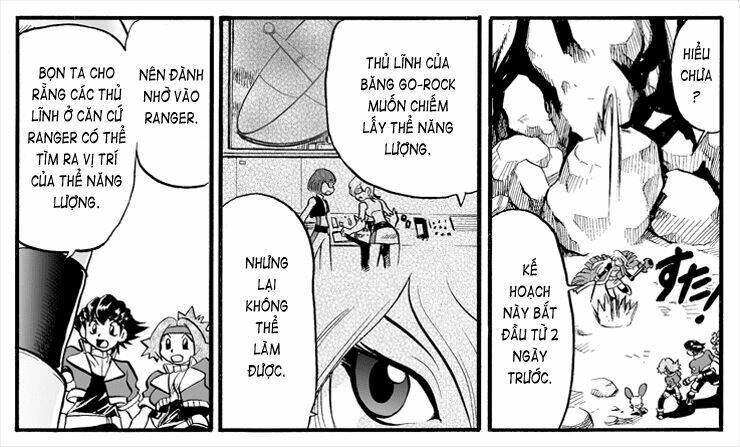 HIỂU
CHƯA?
KẾ
HOẠCH
NÀY BẮT
ĐẦU TỪ 2
NGÀY
TRƯỚC.
すた!
THỦ LĨNH CỦA
BĂNG GO-ROCK
MUỐN CHIẾM
LẤY THỂ NĂNG
LƯỢNG.
NHƯNG
LẠI
KHÔNG
THỂ
LÀM
ĐƯỢC.
NÊN ĐÀNH
NHỜ VÀO
RANGER.
BỌN TA CHO
RẰNG CÁC THỦ
LĨNH Ở CĂN CỨ
RANGER CÓ THỂ
TÌM RA VỊ TRÍ
CỦA THỂ NĂNG
LƯỢNG.